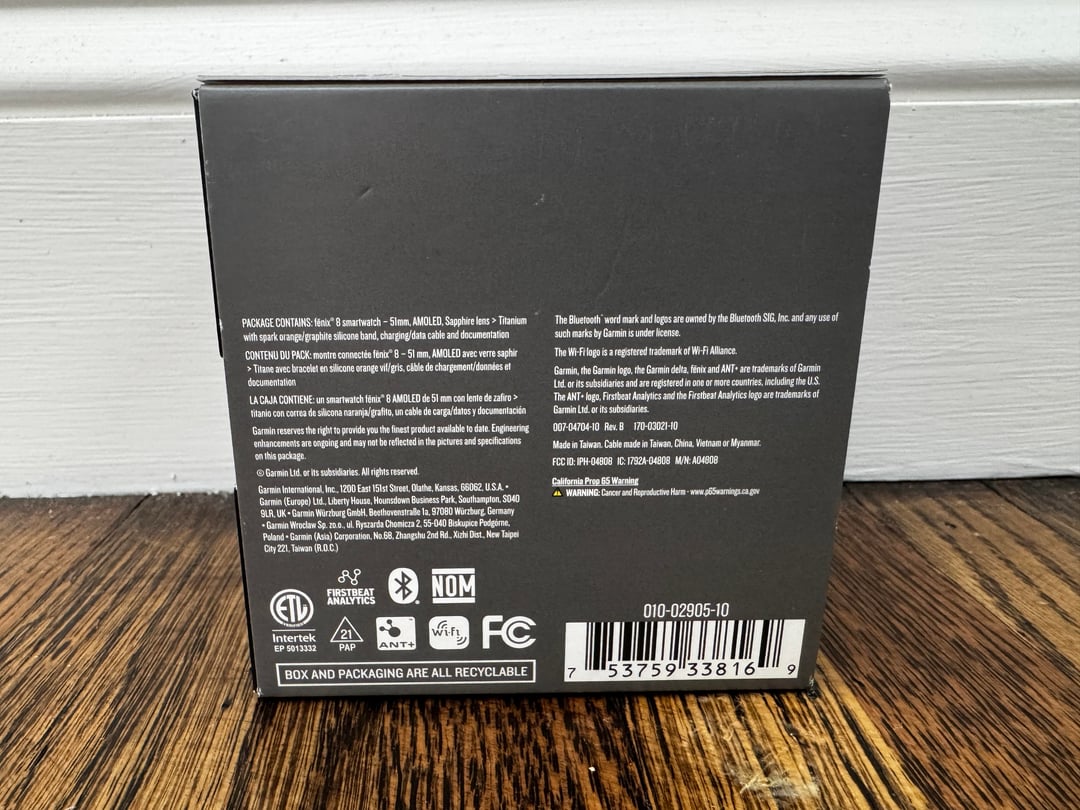 PACKAGE CONTAINS: fēnix® 8 smartwatch – 51mm, AMOLED, Sapphire lens > Titanium
with spark orange/graphite silicone band, charging/data cable and documentation
CONTENU DU PACK: montre connectée fēnix® 8 – 51 mm, AMOLED avec verre saphir
> Titane avec bracelet en silicone orange vif/gris, câble de chargement/données et
documentation
LA CAJA CONTIENE: un smartwatch fēnix® 8 AMOLED de 51 mm con lente de zafiro >
titanio con correa de silicona naranja/grafito, un cable de carga/datos y documentación
Garmin reserves the right to provide you the finest product available to date. Engineering
enhancements are ongoing and may not be reflected in the pictures and specifications
on this package.
© Garmin Ltd. or its subsidiaries. All rights reserved.
Garmin International, Inc., 1200 East 151st Street, Olathe, Kansas, 66062, U.S.A. •
Garmin (Europe) Ltd., Liberty House, Hounsdown Business Park, Southampton, SO40
9LR, UK • Garmin Würzburg GmbH, Beethovenstraße 1a, 97080 Würzburg, Germany
• Garmin Wroclaw Sp. zo.o., ul. Ryszarda Chomicza 2, 55-040 Biskupice Podgórne,
Poland • Garmin (Asia) Corporation, No.68, Zhangshu 2nd Rd., Xizhi Dist., New Taipei
City 221, Taiwan (R.O.C.)
The Bluetooth® word mark and logos are owned by the Bluetooth SIG, Inc. and any use of
such marks by Garmin is under license.
The Wi-Fi logo is a registered trademark of Wi-Fi Alliance.
Garmin, the Garmin logo, the Garmin delta, fēnix and ANT+ are trademarks of Garmin
Ltd. or its subsidiaries and are registered in one or more countries, including the U.S.
The ANT+ logo, Firstbeat Analytics and the Firstbeat Analytics logo are trademarks of
Garmin Ltd. or its subsidiaries.
007-04704-10 Rev. B 170-03021-10
Made in Taiwan. Cable made in Taiwan, China, Vietnam or Myanmar.
FCC ID: IPH-04808 IC: 1792A-04808 M/N: A04808
California Prop 65 Warning
WARNING: Cancer and Reproductive Harm - www.p65warnings.ca.gov
FIRSTBEAT
ANALYTICS
NOM
ETL
Intertek
EP 5013332
21
PAP
ANT+
Wi-Fi
FC
BOX AND PACKAGING ARE ALL RECYCLABLE
010-02905-10
7 53759 33816 9